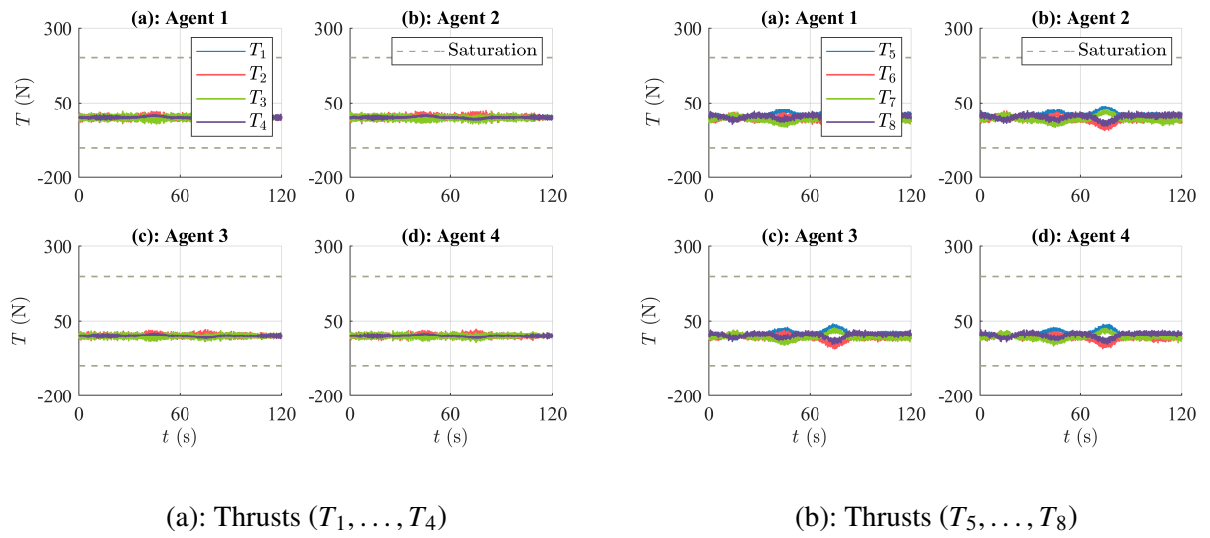 (a): Agent 1
300
50
-200
T (N)
0
60
120
T1
T2
T3
T4
(b): Agent 2
Saturation
300
50
-200
0
60
120
(c): Agent 3
300
50
-200
T (N)
0
60
120
t (s)
(d): Agent 4
300
50
-200
0
60
120
t (s)
(a): Thrusts (T1, . . . , T4)
(a): Agent 1
300
50
-200
T (N)
0
60
120
T5
T6
T7
T8
(b): Agent 2
Saturation
300
50
-200
0
60
120
(c): Agent 3
300
50
-200
T (N)
0
60
120
t (s)
(d): Agent 4
300
50
-200
0
60
120
t (s)
(b): Thrusts (T5, . . . , T8)